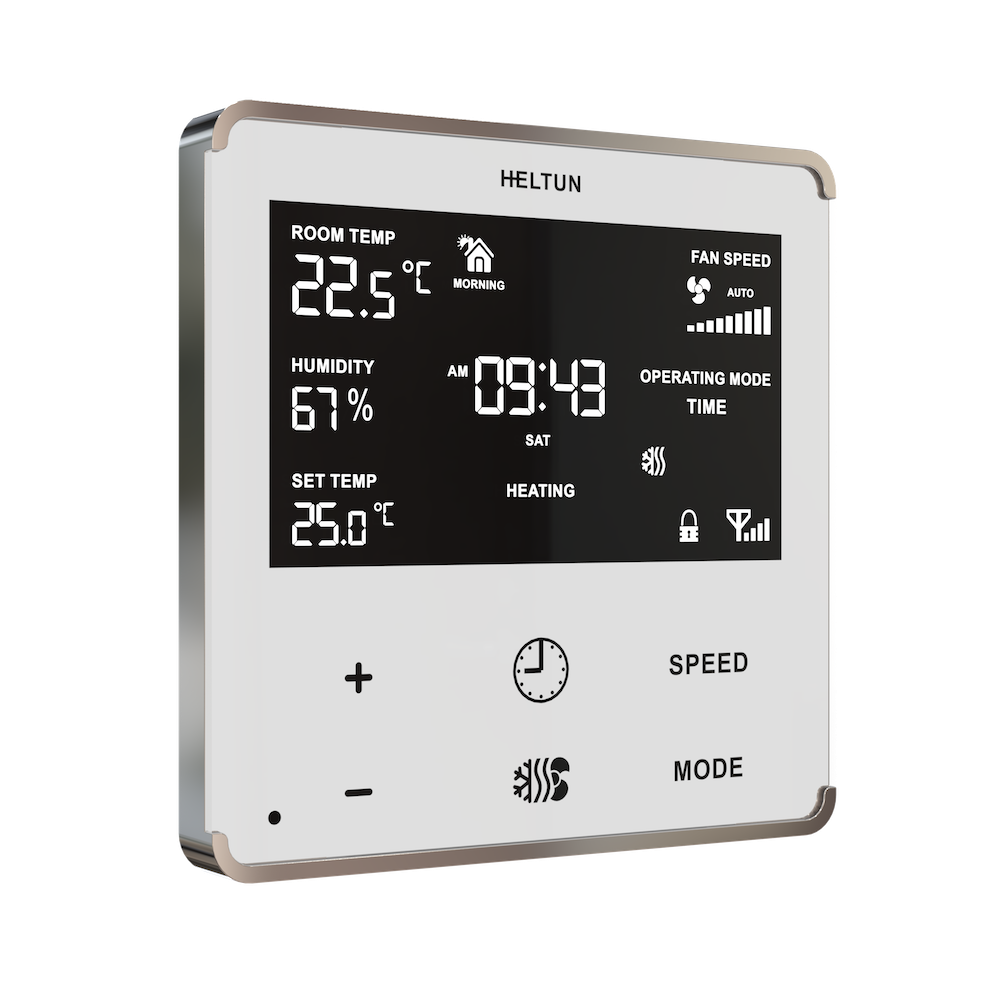 HELTUN
ROOM TEMP
22.5 °C
MORNING
FAN SPEED
AUTO
HUMIDITY
67%
AM 09:43
SAT
OPERATING MODE
TIME
SET TEMP
25.0 °C
HEATING
+
SPEED
−
MODE